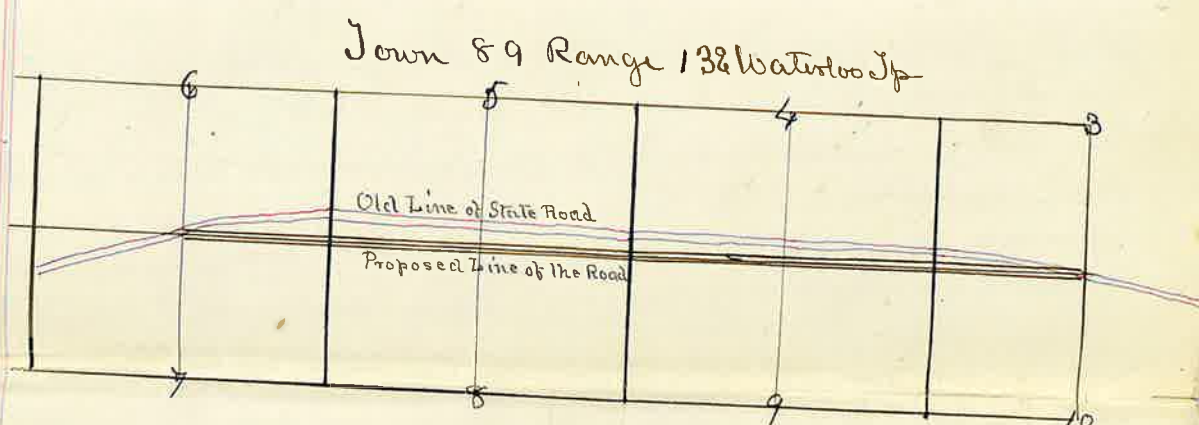 Town 89 Range 13 & Waterloo Tp
6 5 4 3
Old Line of State Road
Proposed Line of the Road
7 8 9 10